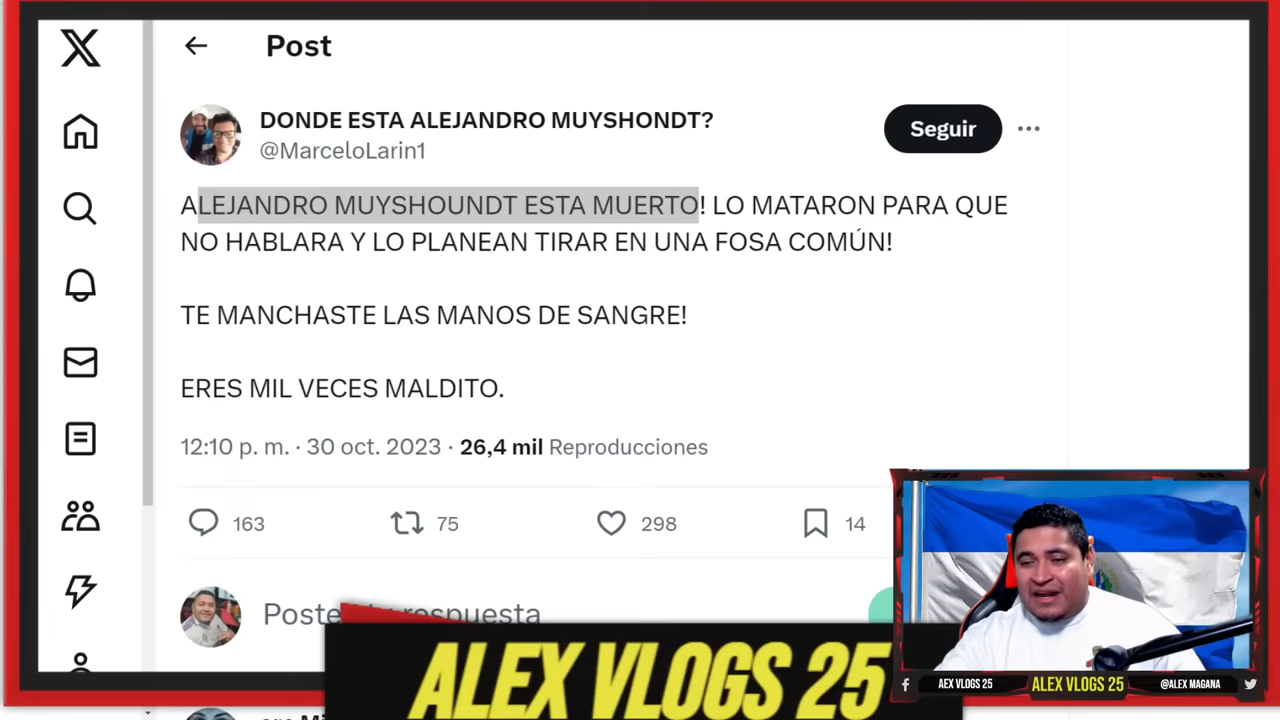 Post
DONDE ESTA ALEJANDRO MUYSHONDT?
@MarceloLarin1
Seguir
ALEJANDRO MUYSHOUNDT ESTA MUERTO! LO MATARON PARA QUE
NO HABLARA Y LO PLANEAN TIRAR EN UNA FOSA COMÚN!
TE MANCHASTE LAS MANOS DE SANGRE!
ERES MIL VECES MALDITO.
12:10 p. m. · 30 oct. 2023 · 26,4 mil Reproducciones
163 75 298 14
respuesta
ALEX VLOGS 25
AEX VLOGS 25 ALEX VLOGS 25 @ALEX MAGANA